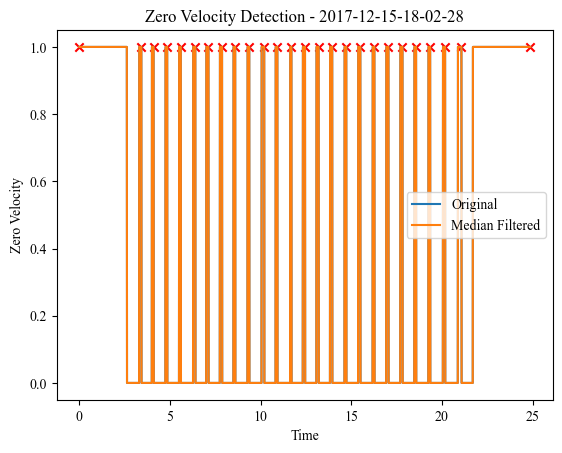 Zero Velocity Detection - 2017-12-15-18-02-28
1.0
0.8
0.6
0.4
0.2
0.0
Zero Velocity
Original
Median Filtered
0 5 10 15 20 25
Time